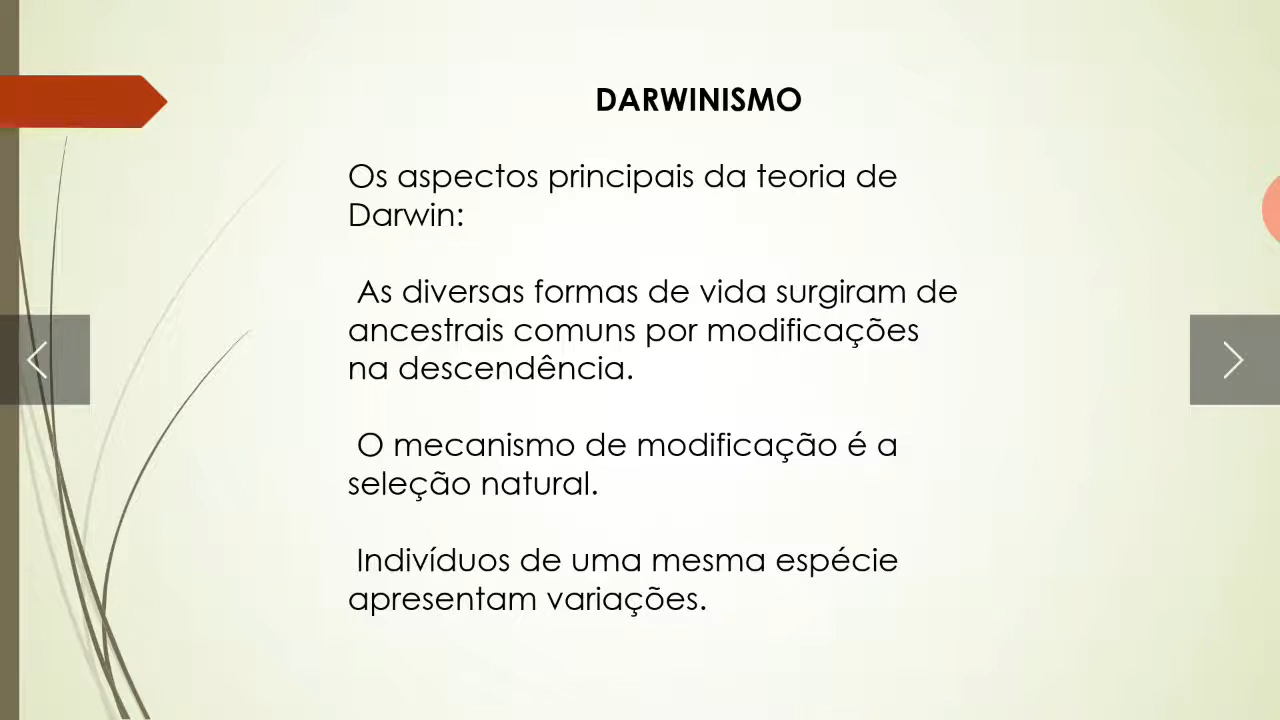 DARWINISMO
Os aspectos principais da teoria de
Darwin:
As diversas formas de vida surgiram de
ancestrais comuns por modificações
na descendência.
O mecanismo de modificação é a
seleção natural.
Indivíduos de uma mesma espécie
apresentam variações.